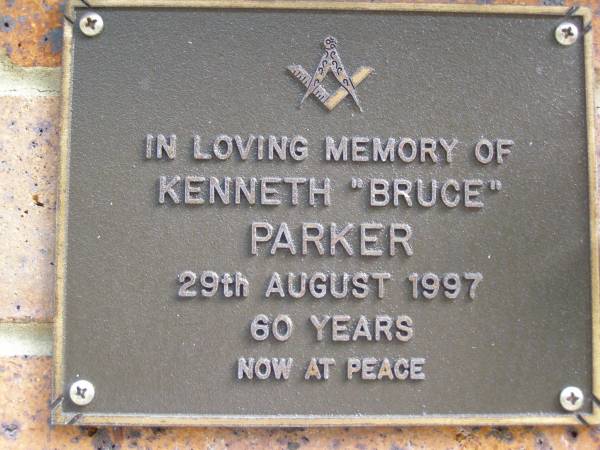 IN LOVING MEMORY OF
KENNETH "BRUCE"
PARKER
29th AUGUST 1997
60 YEARS
NOW AT PEACE